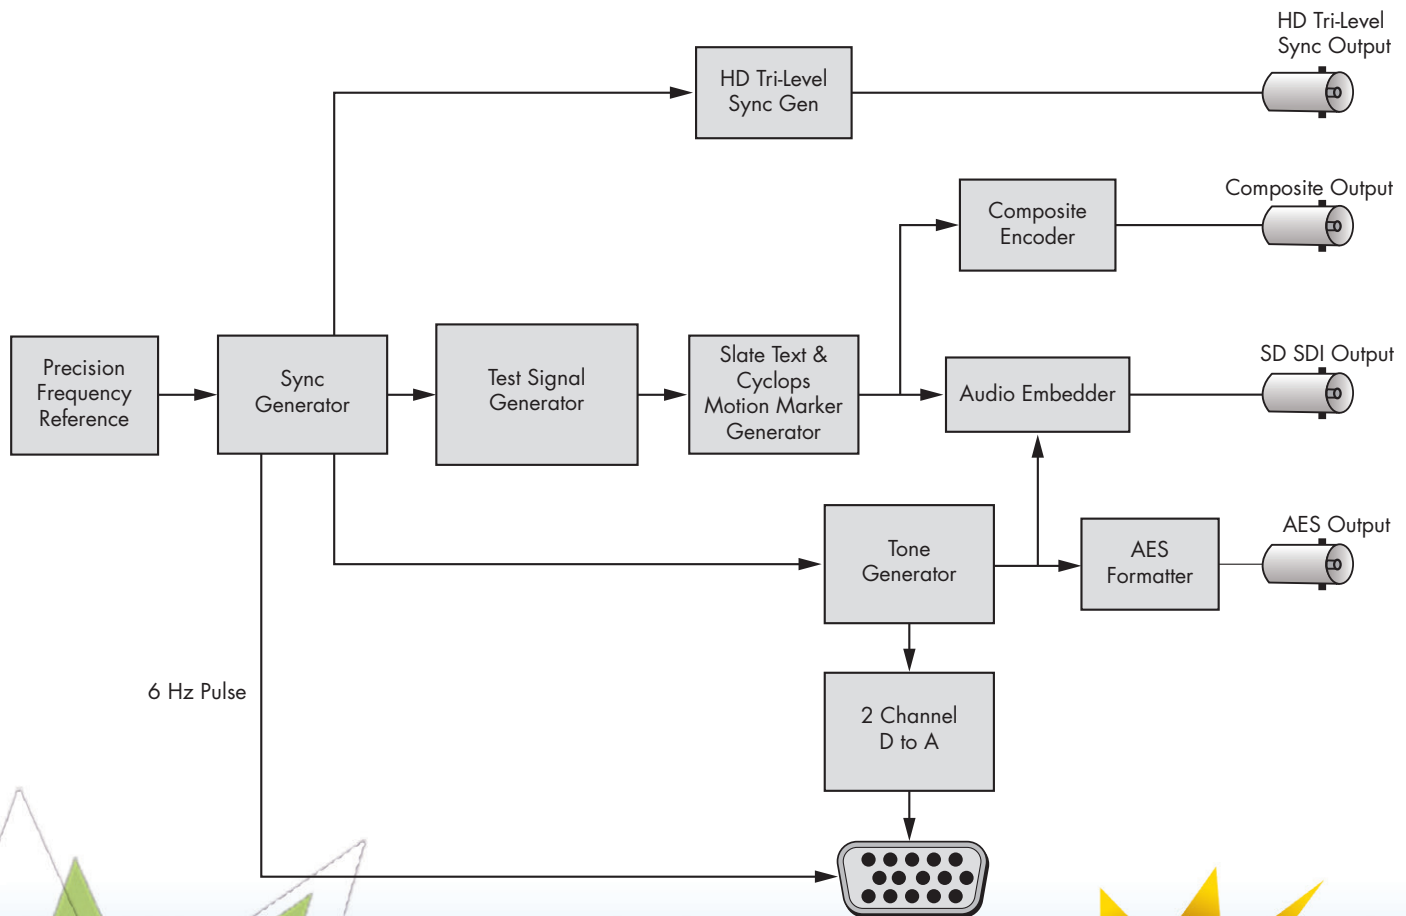 HD Tri-Level
Sync Output
HD Tri-Level
Sync Gen
Composite Output
Composite
Encoder
SD SDI Output
Precision
Frequency
Reference
Sync
Generator
Test Signal
Generator
Slate Text &
Cyclops
Motion Marker
Generator
Audio Embedder
AES Output
Tone
Generator
AES
Formatter
6 Hz Pulse
2 Channel
D to A